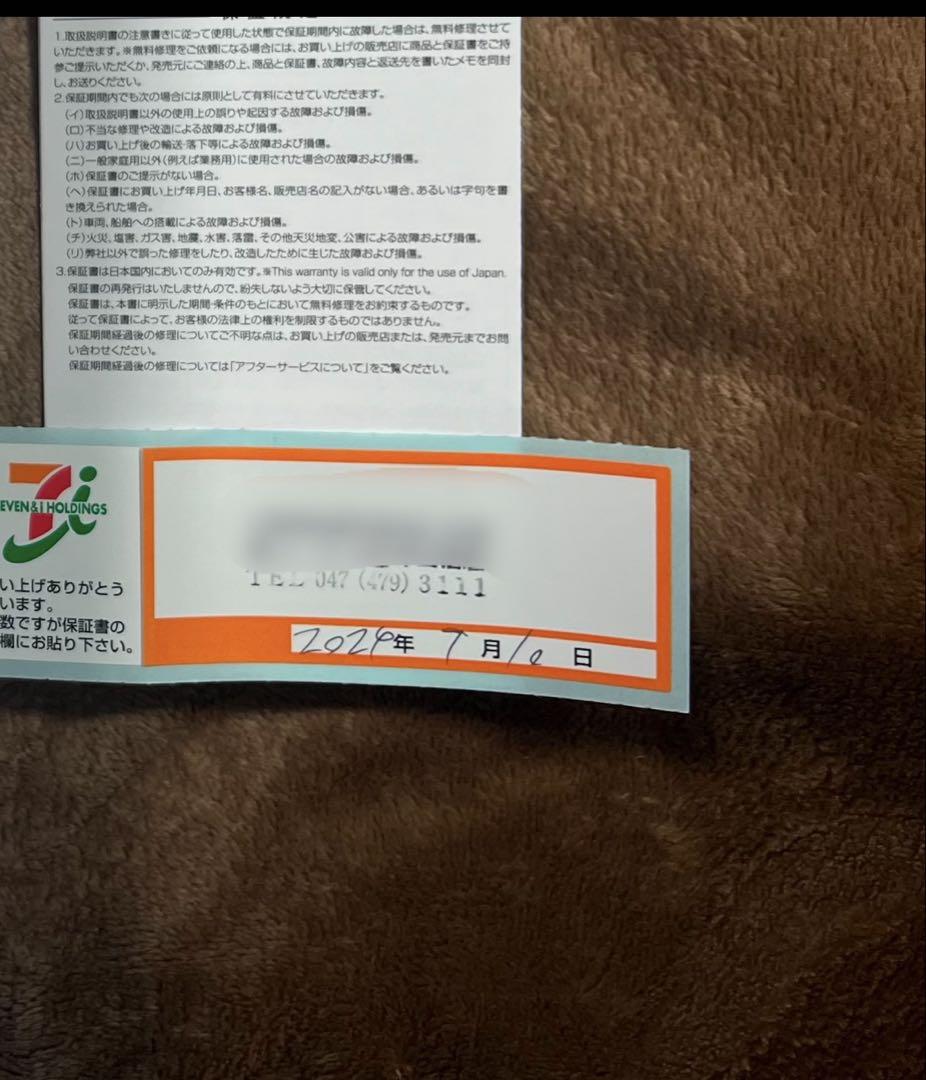 保証規定
1.取扱説明書の注意書きに従って使用した状態で保証期間内に故障した場合は、無料修理させて
いただきます。※無料修理をご依頼になる場合には、お買い上げの販売店に商品と保証書をご持
参ご提示いただくか、発売元にご連絡の上、商品と保証書、故障内容と返送先を書いたメモを同封
し、お送りください。
2.保証期間内でも次の場合には原則として有料にさせていただきます。
(イ)取扱説明書以外の使用上の誤りや起因する故障および損傷。
(ロ)不当な修理や改造による故障および損傷。
(ハ)お買い上げ後の輸送・落下等による故障および損傷。
(ニ)一般家庭用以外(例えば業務用)に使用された場合の故障および損傷。
(ホ)保証書のご提示がない場合。
(ヘ)保証書にお買い上げ年月日、お客様名、販売店名の記入がない場合、あるいは字句を書
き換えられた場合。
(ト)車両、船舶への搭載による故障および損傷。
(チ)火災、塩害、ガス害、地震、水害、落雷、その他天災地変、公害による故障および損傷。
(リ)弊社以外で誤った修理をしたり、改造したために生じた故障および損傷。
3.保証書は日本国内においてのみ有効です。※This warranty is valid only for the use of Japan.
保証書の再発行はいたしませんので、紛失しないよう大切に保管してください。
保証書は、本書に明示した期間・条件のもとにおいて無料修理をお約束するものです。
従って保証書によって、お客様の法律上の権利を制限するものではありません。
保証期間経過後の修理についてご不明な点は、お買い上げの販売店または、発売元までお問
い合わせください。
保証期間経過後の修理については「アフターサービスについて」をご覧ください。
EVEN&i HOLDINGS
い上げありがとう
います。
数ですが保証書の
欄にお貼り下さい。
TEL 047 (479) 3111
2024年 7月10日